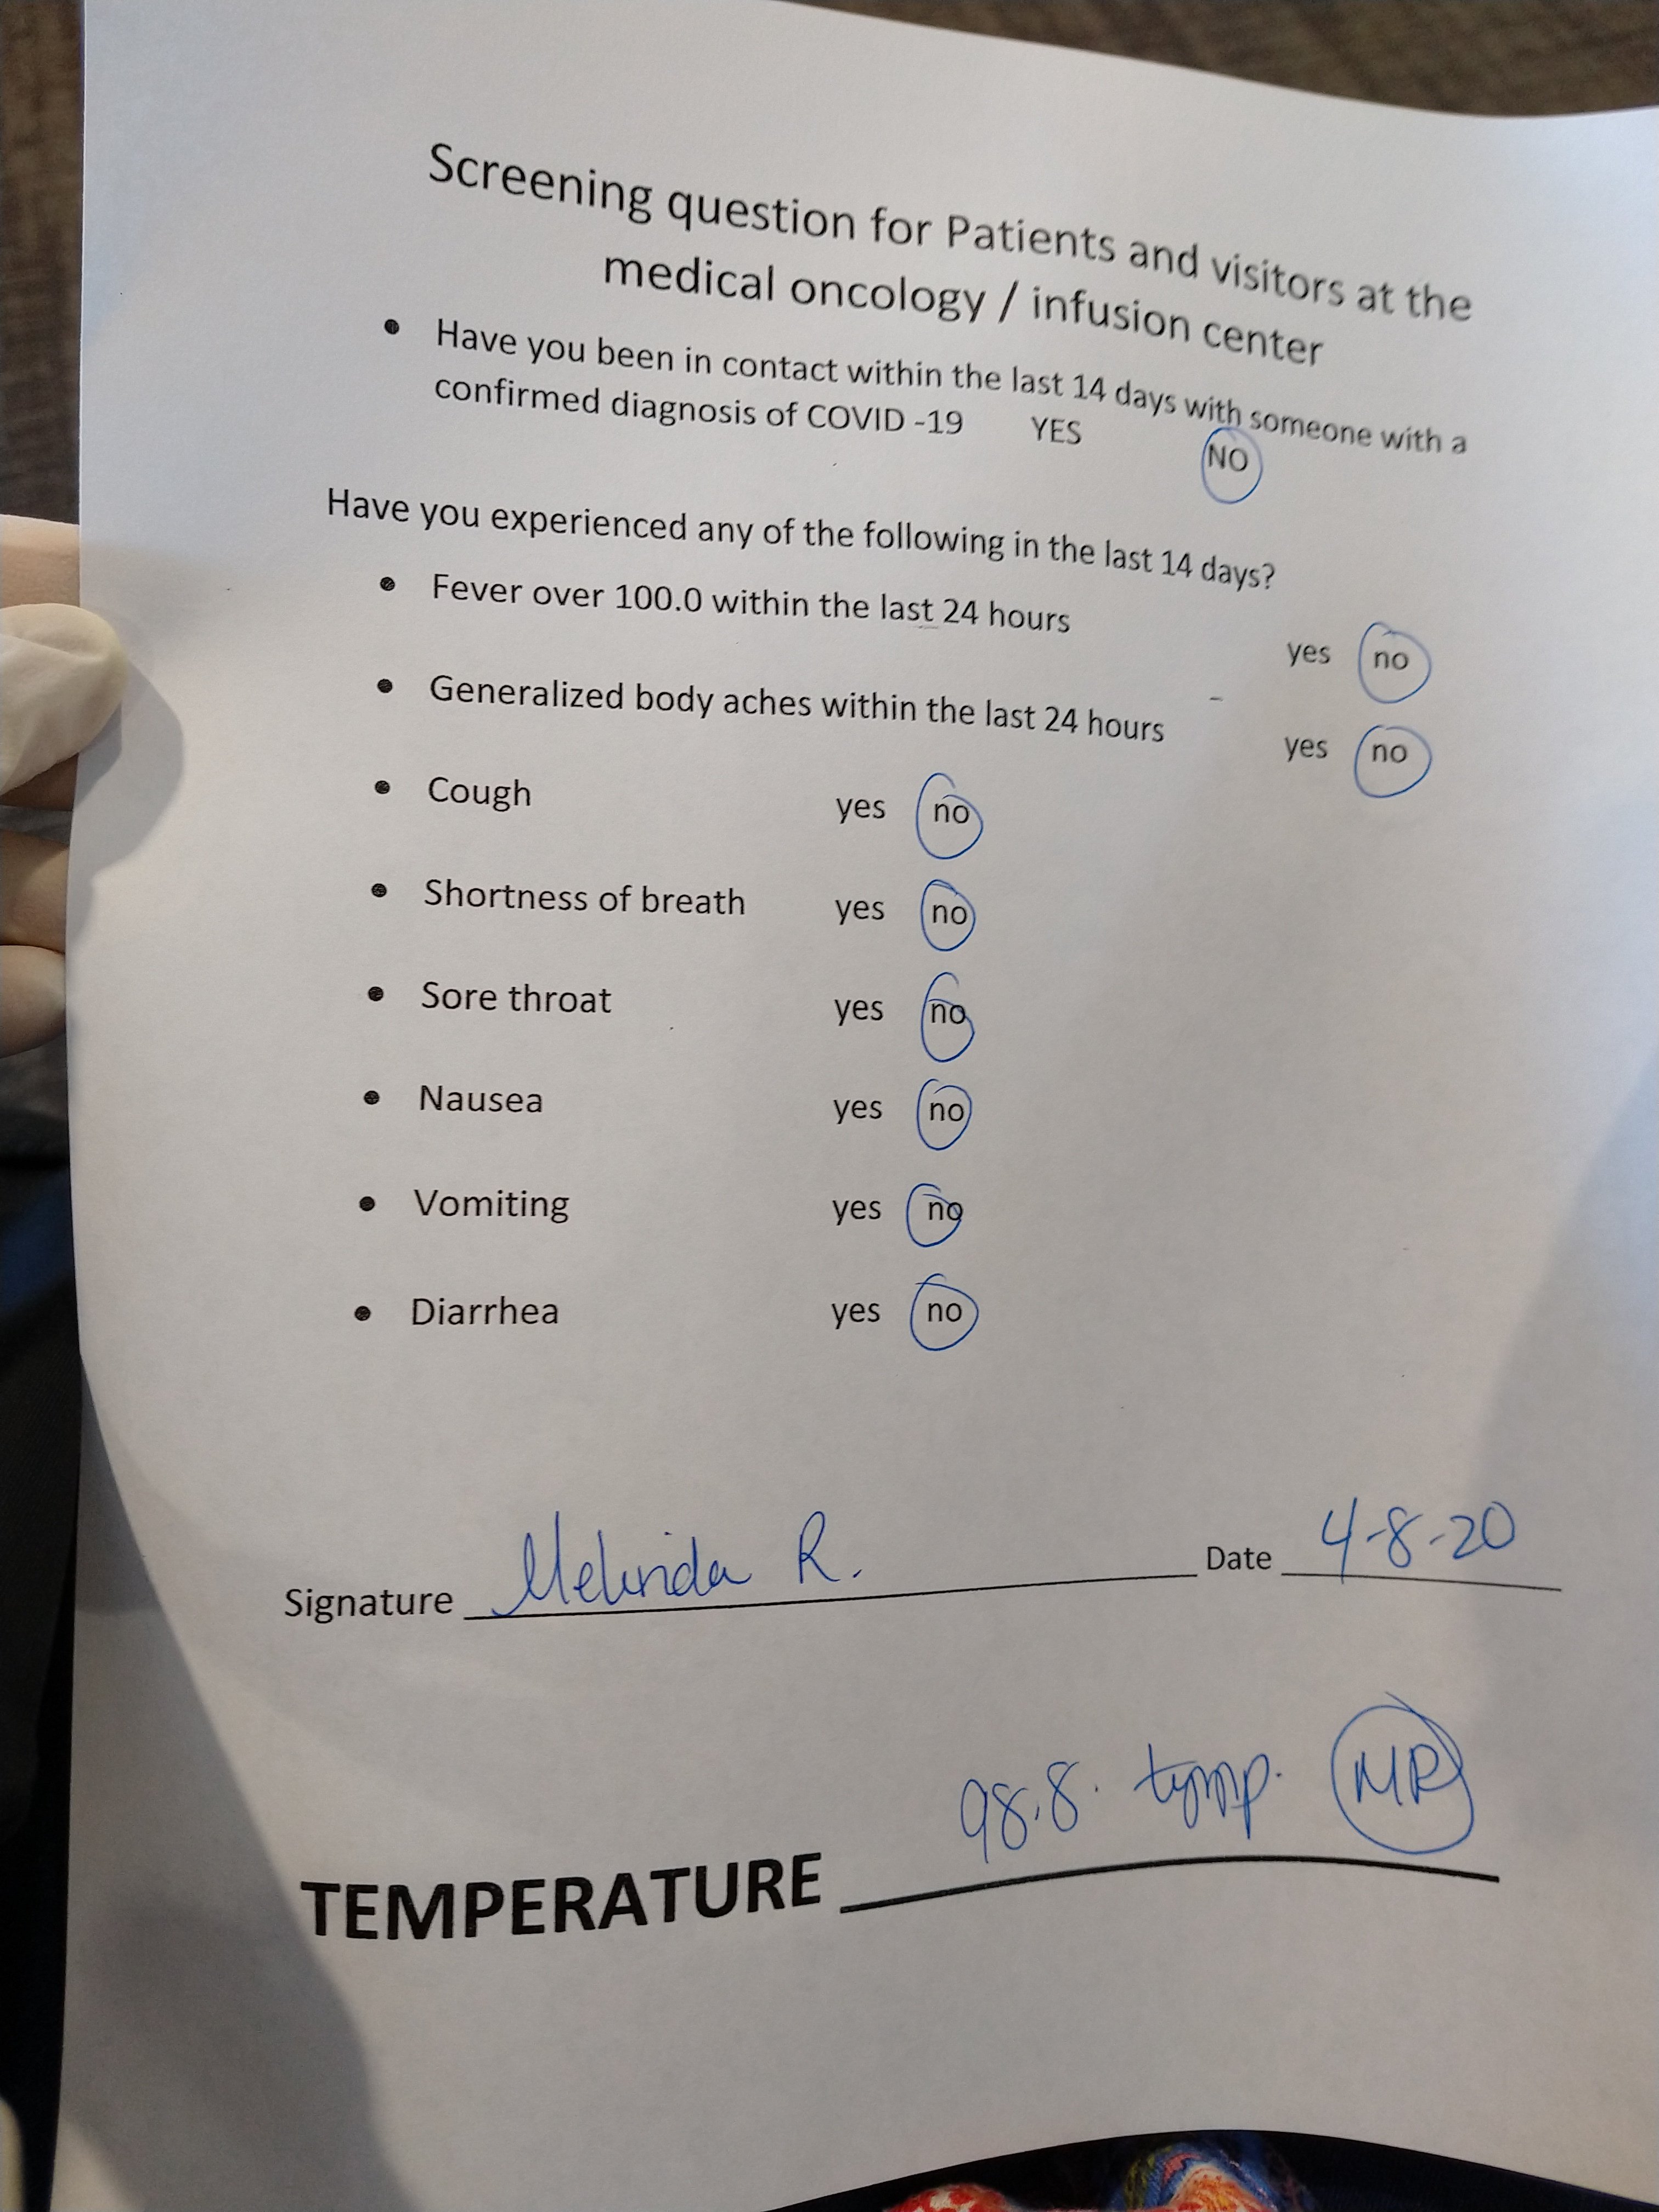 Screening question for Patients and visitors at the
medical oncology / infusion center
• Have you been in contact within the last 14 days with someone with a
confirmed diagnosis of COVID -19 YES NO
Have you experienced any of the following in the last 14 days?
• Fever over 100.0 within the last 24 hours yes no
• Generalized body aches within the last 24 hours yes no
• Cough yes no
• Shortness of breath yes no
• Sore throat yes no
• Nausea yes no
• Vomiting yes no
• Diarrhea yes no
Signature Melinda R. Date 4-8-20
TEMPERATURE 98.8. tymp. MR